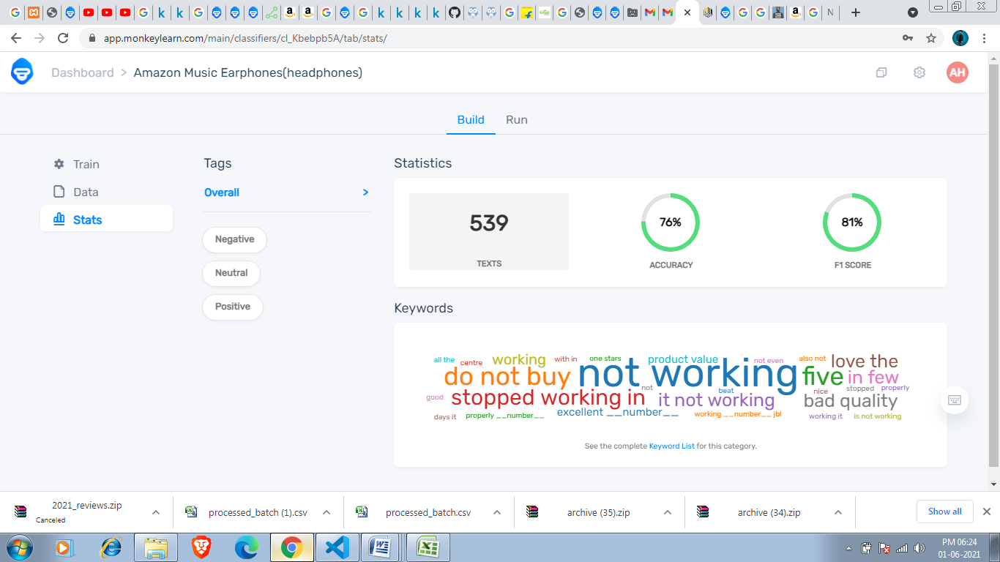 app.monkeylearn.com/main/classifiers/cl_Kbebpb5A/tab/stats/
Dashboard > Amazon Music Earphones(headphones)
AH
Build Run
Train
Data
Stats
Tags
Overall >
Negative
Neutral
Positive
Statistics
539
TEXTS
76%
ACCURACY
81%
F1 SCORE
Keywords
all the
centre
working
with in
one stars
product value
not even
also not
love the
do not buy
not working
five
in few
good
stopped working in
not
it not working
beat
nice
stopped
properly
bad quality
days it
properly __number__
excellent __number__
working __number__ jbl
working it
is not working
See the complete Keyword List for this category.
2021_reviews.zip
Canceled
processed_batch (1).csv
processed_batch.csv
archive (35).zip
archive (34).zip
Show all
PM 06:24
01-06-2021